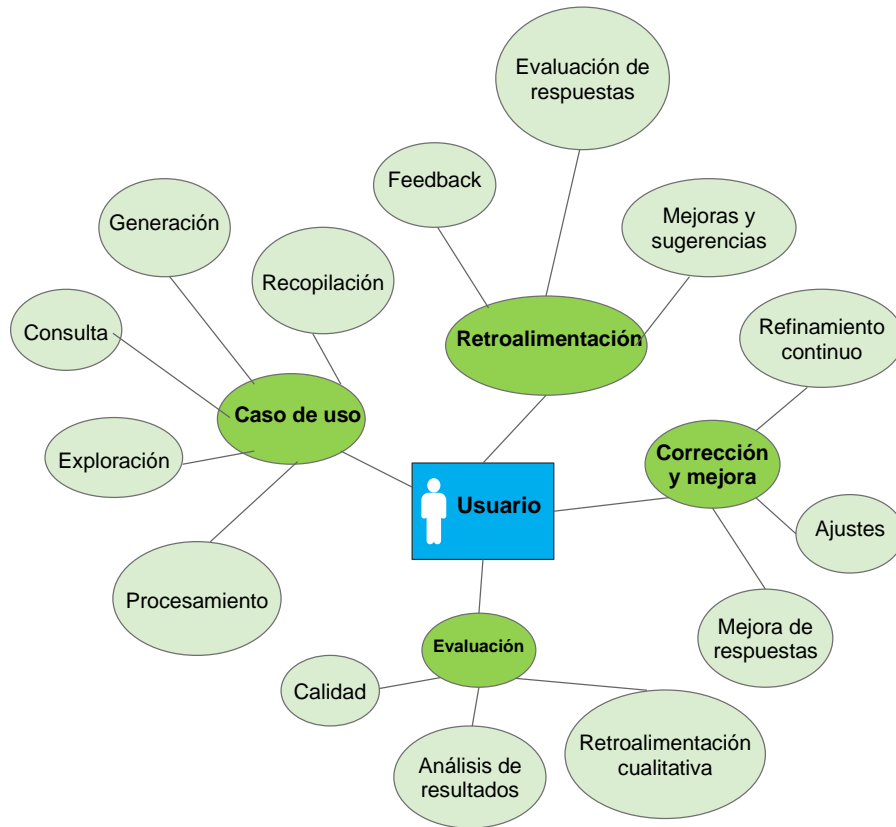 Evaluación de
respuestas
Feedback
Mejoras y
sugerencias
Generación
Recopilación
Consulta
Retroalimentación
Refinamiento
continuo
Caso de uso
Exploración
Corrección
y mejora
Usuario
Ajustes
Procesamiento
Mejora de
respuestas
Evaluación
Calidad
Retroalimentación
cualitativa
Análisis de
resultados